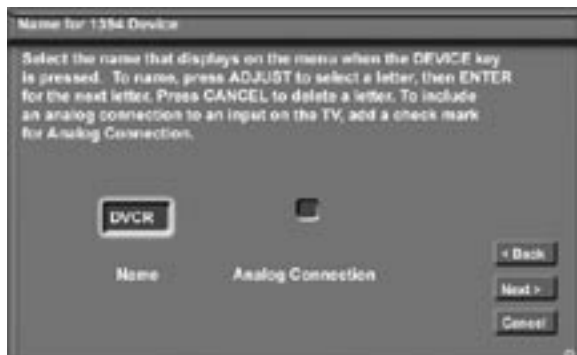 Name for 1394 Device
Select the name that displays on the menu when the DEVICE key
is pressed. To name, press ADJUST to select a letter, then ENTER
for the next letter. Press CANCEL to delete a letter. To include
an analog connection to an input on the TV, add a check mark
for Analog Connection.
DVCR
Name Analog Connection
< Back
Next >
Cancel